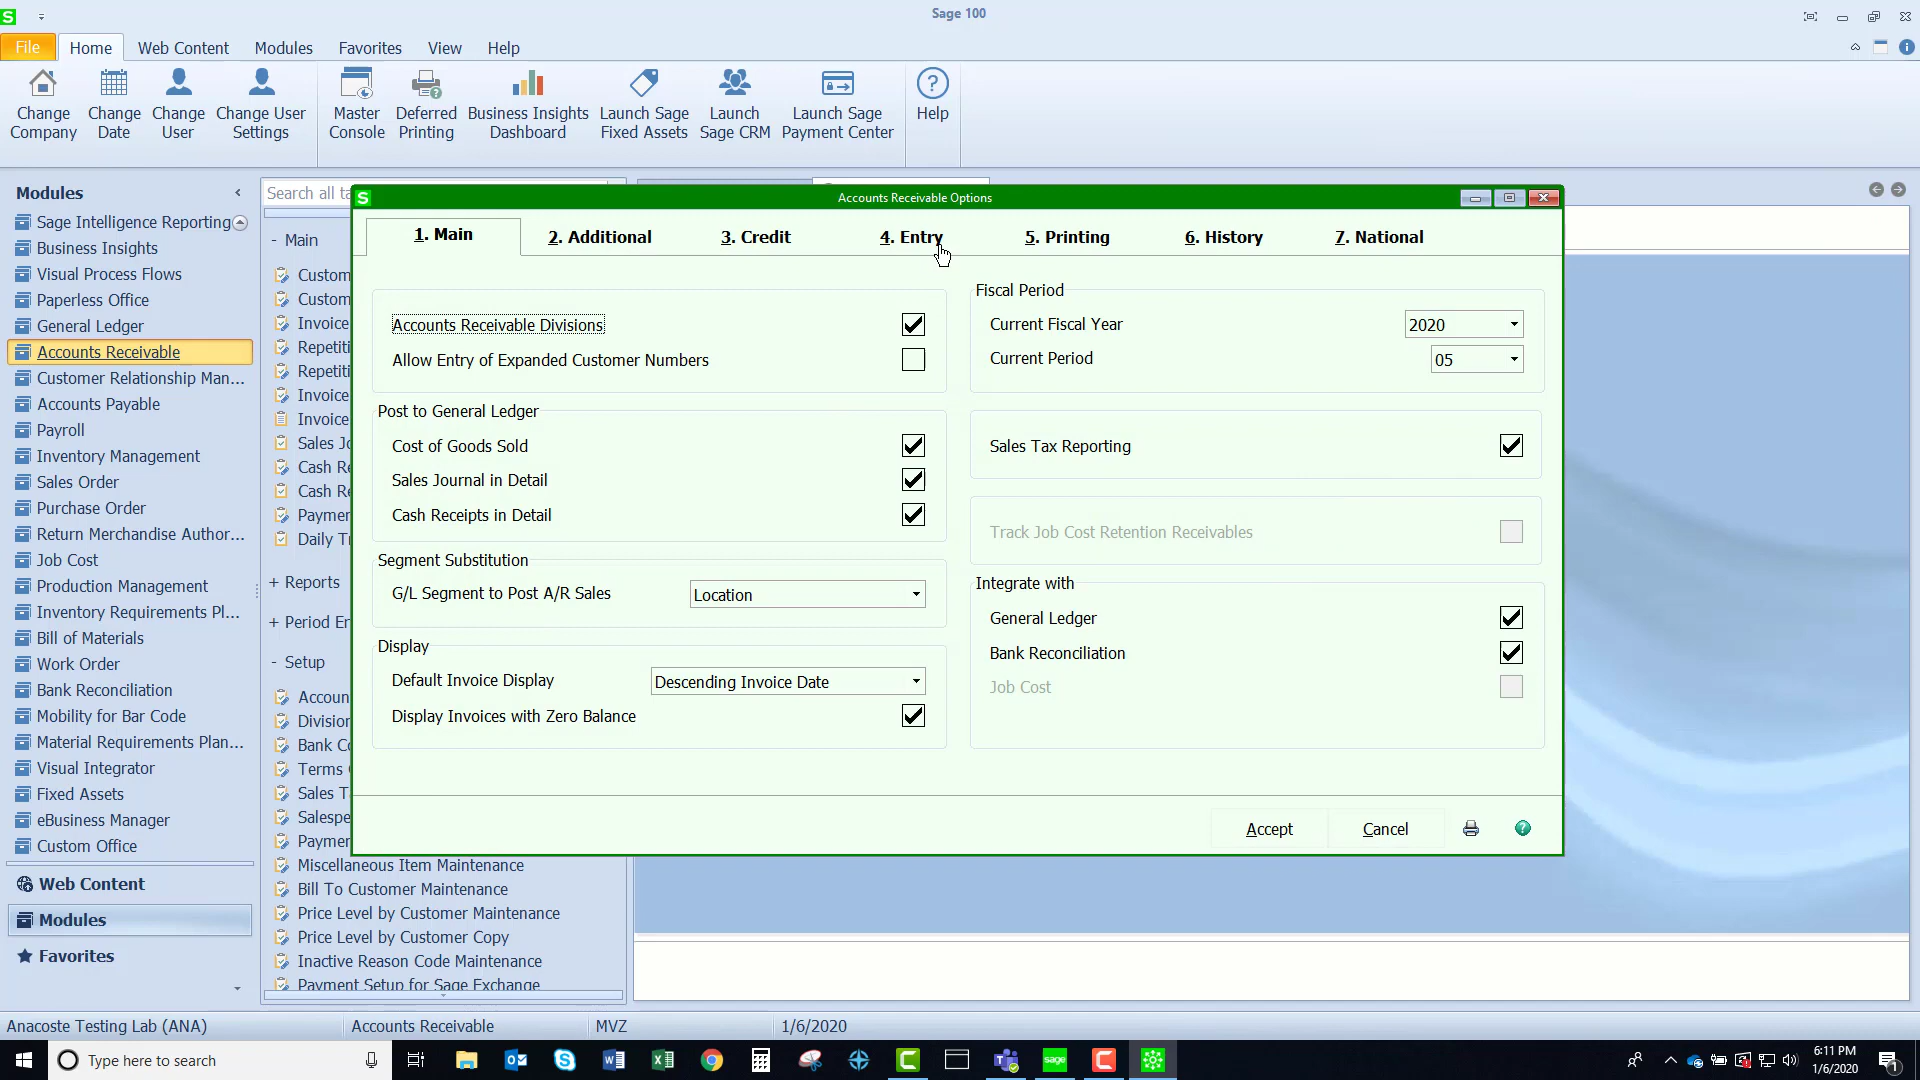 Sage 100
File Home Web Content Modules Favorites View Help
Change Company
Change Date
Change User
Change User Settings
Master Console
Deferred Printing
Business Insights Dashboard
Launch Sage Fixed Assets
Launch Sage CRM
Launch Sage Payment Center
Help
Modules
Sage Intelligence Reporting
Business Insights
Visual Process Flows
Paperless Office
General Ledger
Accounts Receivable
Customer Relationship Man...
Accounts Payable
Payroll
Inventory Management
Sales Order
Purchase Order
Return Merchandise Author...
Job Cost
Production Management
Inventory Requirements Pl...
Bill of Materials
Work Order
Bank Reconciliation
Mobility for Bar Code
Material Requirements Plan...
Visual Integrator
Fixed Assets
eBusiness Manager
Custom Office
Web Content
Modules
Favorites
Search all ta
- Main
Custom
Custom
Invoice
Repetiti
Repetiti
Invoice
Invoice
Sales Jo
Cash Re
Cash Re
Paymen
Daily Tr
+ Reports
+ Period En
- Setup
Accoun
Division
Bank Co
Terms
Sales T
Salespe
Paymen
Miscellaneous Item Maintenance
Bill To Customer Maintenance
Price Level by Customer Maintenance
Price Level by Customer Copy
Inactive Reason Code Maintenance
Payment Setup for Sage Exchange
Accounts Receivable Options
1. Main 2. Additional 3. Credit 4. Entry 5. Printing 6. History 7. National
Accounts Receivable Divisions
Allow Entry of Expanded Customer Numbers
Post to General Ledger
Cost of Goods Sold
Sales Journal in Detail
Cash Receipts in Detail
Segment Substitution
G/L Segment to Post A/R Sales Location
Display
Default Invoice Display Descending Invoice Date
Display Invoices with Zero Balance
Fiscal Period
Current Fiscal Year 2020
Current Period 05
Sales Tax Reporting
Track Job Cost Retention Receivables
Integrate with
General Ledger
Bank Reconciliation
Job Cost
Accept Cancel
Anacoste Testing Lab (ANA) Accounts Receivable MVZ 1/6/2020
Type here to search
sage
6:11 PM
1/6/2020
1